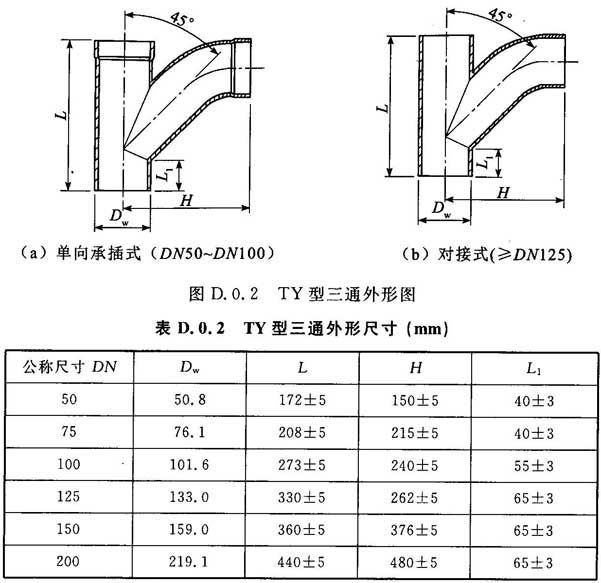 45°
45°
L
L₁
H
D_w
L
L₁
H
D_w
(a) 单向承插式 (DN50~DN100)
(b) 对接式(≥DN125)
图 D.0.2 TY 型三通外形图
表 D.0.2 TY 型三通外形尺寸 (mm)
公称尺寸 DN D_w L H L₁
50 50.8 172±5 150±5 40±3
75 76.1 208±5 215±5 40±3
100 101.6 273±5 240±5 55±3
125 133.0 330±5 262±5 65±3
150 159.0 360±5 376±5 65±3
200 219.1 440±5 480±5 65±3